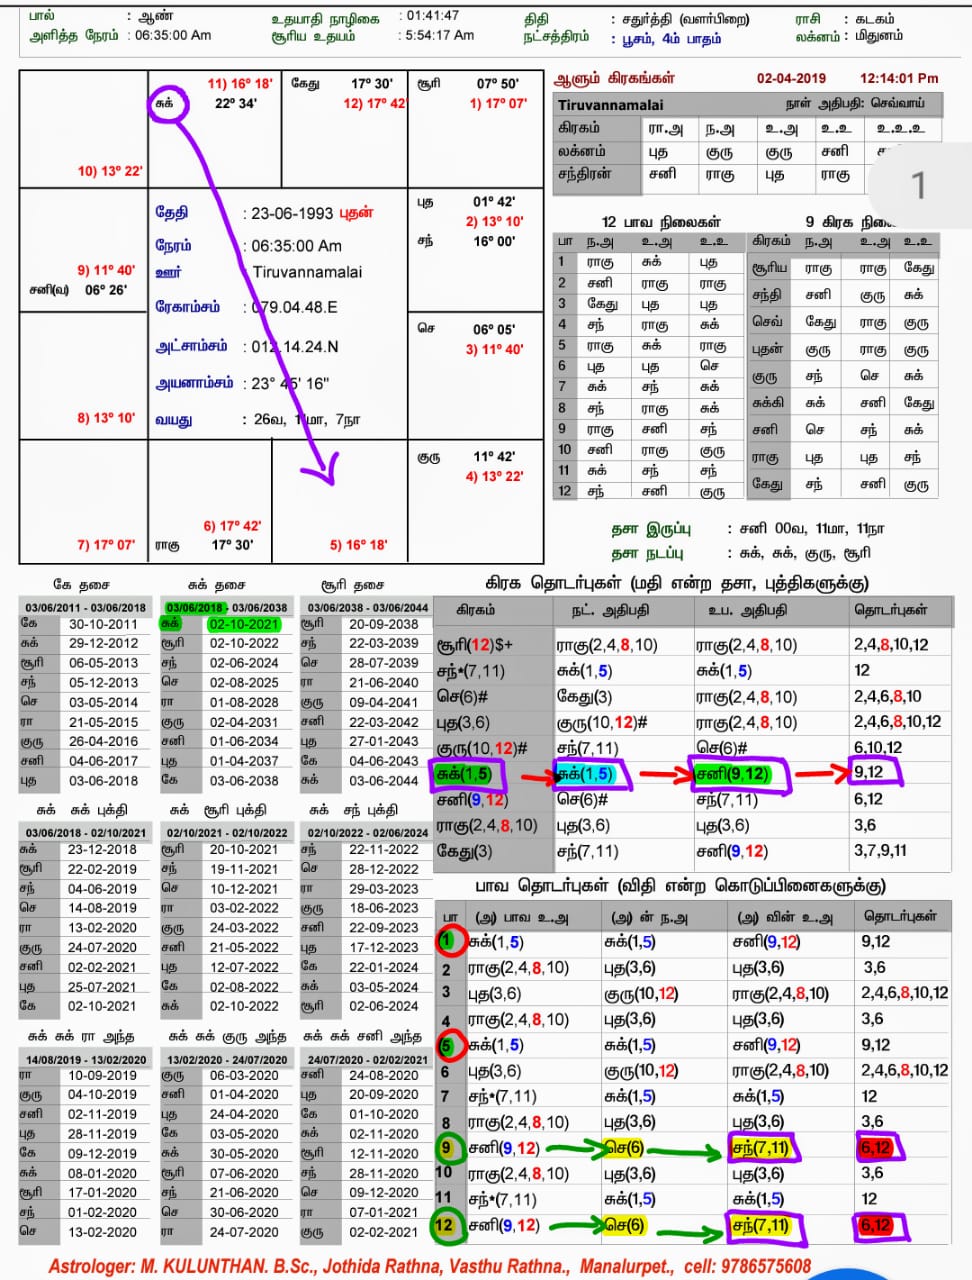 பால் : ஆண் உதயாதி நாழிகை : 01:41:47 திதி : சதுர்த்தி (வளர்பிறை) ராசி : கடகம்
அளித்த நேரம் : 06:35:00 Am சூரிய உதயம் : 5:54:17 Am நட்சத்திரம் : பூசம், 4ம் பாதம் லக்னம் : மிதுனம்
11) 16º 18'
சுக் 22º 34'
10) 13º 22'
கேது 17º 30'
12) 17º 42'
சூரி 07º 50'
1) 17º 07'
புத 01º 42'
2) 13º 10'
சந் 16º 00'
9) 11º 40'
சனி(வ) 06º 26'
செ 06º 05'
3) 11º 40'
8) 13º 10'
குரு 11º 42'
4) 13º 22'
7) 17º 07'
6) 17º 42'
ராகு 17º 30'
5) 16º 18'
தேதி : 23-06-1993 புதன்
நேரம் : 06:35:00 Am
ஊர் : Tiruvannamalai
ரேகாம்சம் : 079.04.48.E
அட்சாம்சம் : 012.14.24.N
அயனாம்சம் : 23° 45' 16"
வயது : 26வ, மா, 7நா
ஆளும் கிரகங்கள் 02-04-2019 12:14:01 Pm
Tiruvannamalai நாள் அதிபதி: செவ்வாய்
கிரகம் ரா.அ ந.அ உ.அ உ.உ உ.உ.உ
லக்னம் புத குரு குரு சனி
சந்திரன் சனி ராகு புத ராகு
1
12 பாவ நிலைகள்
பா ந.அ உ.அ உ.உ
1 ராகு சுக் புத
2 சனி ராகு ராகு
3 கேது புத புத
4 சந் ராகு சுக்
5 ராகு சுக் ராகு
6 புத புத செ
7 சுக் சந் சுக்
8 சந் ராகு சுக்
9 ராகு சனி சந்
10 சனி ராகு குரு
11 சுக் சந் சந்
12 சந் சனி குரு
9 கிரக
கிரகம் ந.அ உ.அ உ.உ
சூரிய ராகு ராகு கேது
சந்தி சனி குரு சுக்
செவ் கேது ராகு குரு
புதன் குரு ராகு குரு
குரு சந் செ சுக்
சுக்கி சுக் சனி கேது
சனி செ சந் சுக்
ராகு புத புத சந்
கேது சந் சனி குரு
தசா இருப்பு : சனி 00வ, 11மா, 11நா
தசா நடப்பு : சுக், சுக், குரு, சூரி
கே தசை
03/06/2011 - 03/06/2018
கே 30-10-2011
சுக் 29-12-2012
சூரி 06-05-2013
சந் 05-12-2013
செ 03-05-2014
ரா 21-05-2015
குரு 26-04-2016
சனி 04-06-2017
புத 03-06-2018
சுக் தசை
03/06/2018 - 03/06/2038
சுக் 02-10-2021
சூரி 02-10-2022
சந் 02-06-2024
செ 02-08-2025
ரா 01-08-2028
குரு 02-04-2031
சனி 01-06-2034
புத 01-04-2037
கே 03-06-2038
சூரி தசை
03/06/2038 - 03/06/2044
சூரி 20-09-2038
சந் 22-03-2039
செ 28-07-2039
ரா 21-06-2040
குரு 09-04-2041
சனி 22-03-2042
புத 27-01-2043
கே 04-06-2043
சுக் 03-06-2044
கிரக தொடர்புகள் (மதி என்ற தசா, புத்திகளுக்கு)
கிரகம் நட். அதிபதி உப. அதிபதி தொடர்புகள்
சூரி(12)$+ ராகு(2,4,8,10) ராகு(2,4,8,10) 2,4,8,10,12
சந்*(7,11) சுக்(1,5) சுக்(1,5) 12
செ(6)# கேது(3) ராகு(2,4,8,10) 2,4,6,8,10
புத(3,6) குரு(10,12)# ராகு(2,4,8,10) 2,4,6,8,10,12
குரு(10,12)# சந்(7,11) செ(6)# 6,10,12
சுக்(1,5) சுக்(1,5) சனி(9,12) 9,12
சனி(9,12) செ(6)# சந்(7,11) 6,12
ராகு(2,4,8,10) புத(3,6) புத(3,6) 3,6
கேது(3) சந்(7,11) சனி(9,12) 3,7,9,11
சுக் சுக் புக்தி
03/06/2018 - 02/10/2021
சுக் 23-12-2018
சூரி 22-02-2019
சந் 04-06-2019
செ 14-08-2019
ரா 13-02-2020
குரு 24-07-2020
சனி 02-02-2021
புத 25-07-2021
கே 02-10-2021
சுக் சூரி புக்தி
02/10/2021 - 02/10/2022
சூரி 20-10-2021
சந் 19-11-2021
செ 10-12-2021
ரா 03-02-2022
குரு 24-03-2022
சனி 21-05-2022
புத 12-07-2022
கே 02-08-2022
சுக் 02-10-2022
சுக் சந் புக்தி
02/10/2022 - 02/06/2024
சந் 22-11-2022
செ 28-12-2022
ரா 29-03-2023
குரு 18-06-2023
சனி 22-09-2023
புத 17-12-2023
கே 22-01-2024
சுக் 03-05-2024
சூரி 02-06-2024
பாவ தொடர்புகள் (விதி என்ற கொடுப்பினைகளுக்கு)
பா (அ) பாவ உ.அ (அ) ன் ந.அ (அ) வின் உ.அ தொடர்புகள்
1 சுக்(1,5) சுக்(1,5) சனி(9,12) 9,12
2 ராகு(2,4,8,10) புத(3,6) புத(3,6) 3,6
3 புத(3,6) குரு(10,12) ராகு(2,4,8,10) 2,4,6,8,10,12
4 ராகு(2,4,8,10) புத(3,6) புத(3,6) 3,6
5 சுக்(1,5) சுக்(1,5) சனி(9,12) 9,12
6 புத(3,6) குரு(10,12) ராகு(2,4,8,10) 2,4,6,8,10,12
7 சந்*(7,11) சுக்(1,5) சுக்(1,5) 12
8 ராகு(2,4,8,10) புத(3,6) புத(3,6) 3,6
9 சனி(9,12) செ(6) சந்(7,11) 6,12
10 ராகு(2,4,8,10) புத(3,6) புத(3,6) 3,6
11 சந்*(7,11) சுக்(1,5) சுக்(1,5) 12
12 சனி(9,12) செ(6) சந்(7,11) 6,12
சுக் சுக் ரா அந்த
14/08/2019 - 13/02/2020
ரா 10-09-2019
குரு 04-10-2019
சனி 02-11-2019
புத 28-11-2019
கே 09-12-2019
சுக் 08-01-2020
சூரி 17-01-2020
சந் 01-02-2020
செ 13-02-2020
சுக் சுக் குரு அந்த
13/02/2020 - 24/07/2020
குரு 06-03-2020
சனி 01-04-2020
புத 24-04-2020
கே 03-05-2020
சுக் 30-05-2020
சூரி 07-06-2020
சந் 21-06-2020
செ 30-06-2020
ரா 24-07-2020
சுக் சுக் சனி அந்த
24/07/2020 - 02/02/2021
சனி 24-08-2020
புத 20-09-2020
கே 01-10-2020
சுக் 02-11-2020
சூரி 12-11-2020
சந் 28-11-2020
செ 09-12-2020
ரா 07-01-2021
குரு 02-02-2021
Astrologer: M. KULUNTHAN. B.Sc., Jothida Rathna, Vasthu Rathna., Manalurpet., cell: 9786575608